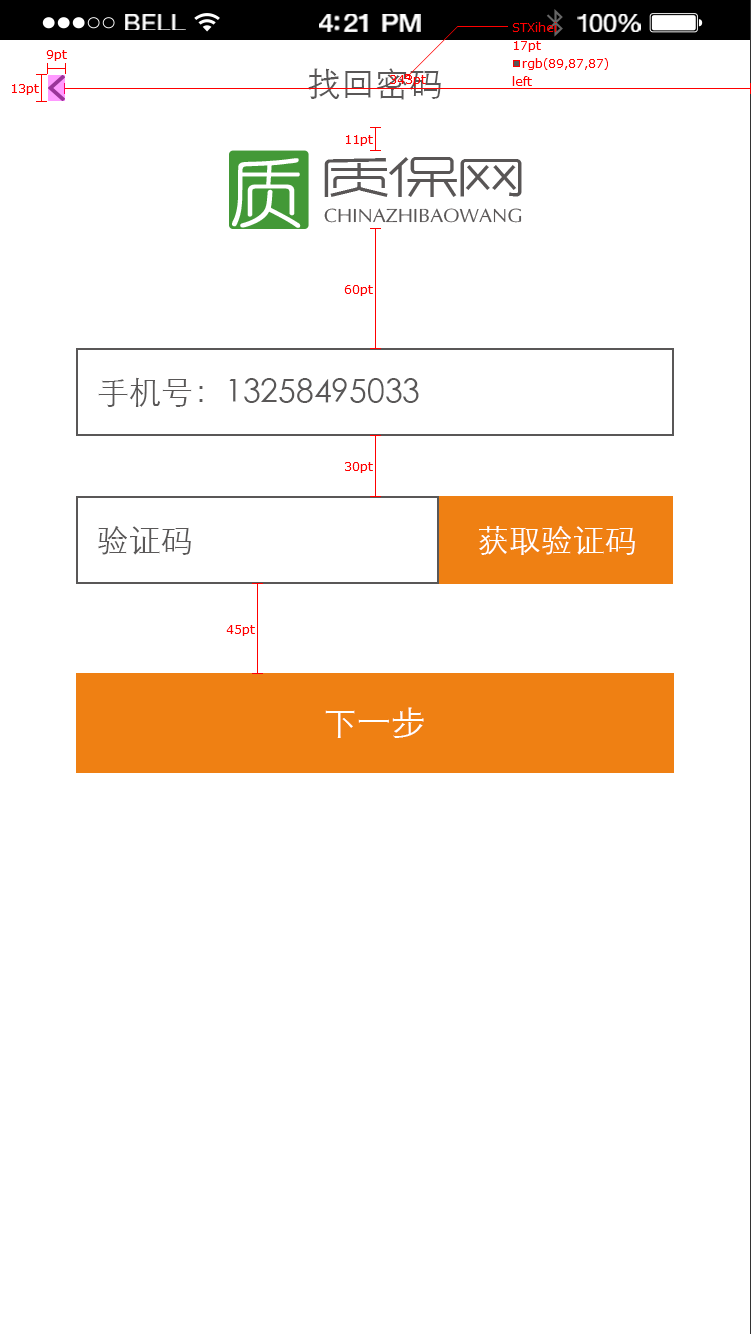 BELL 4:21 PM 100%
STXihei
17pt
rgb(89,87,87)
left
9pt
13pt
找回密码
343pt
11pt
质 质保网
CHINAZHIBAOWANG
60pt
手机号：13258495033
30pt
验证码 获取验证码
45pt
下一步